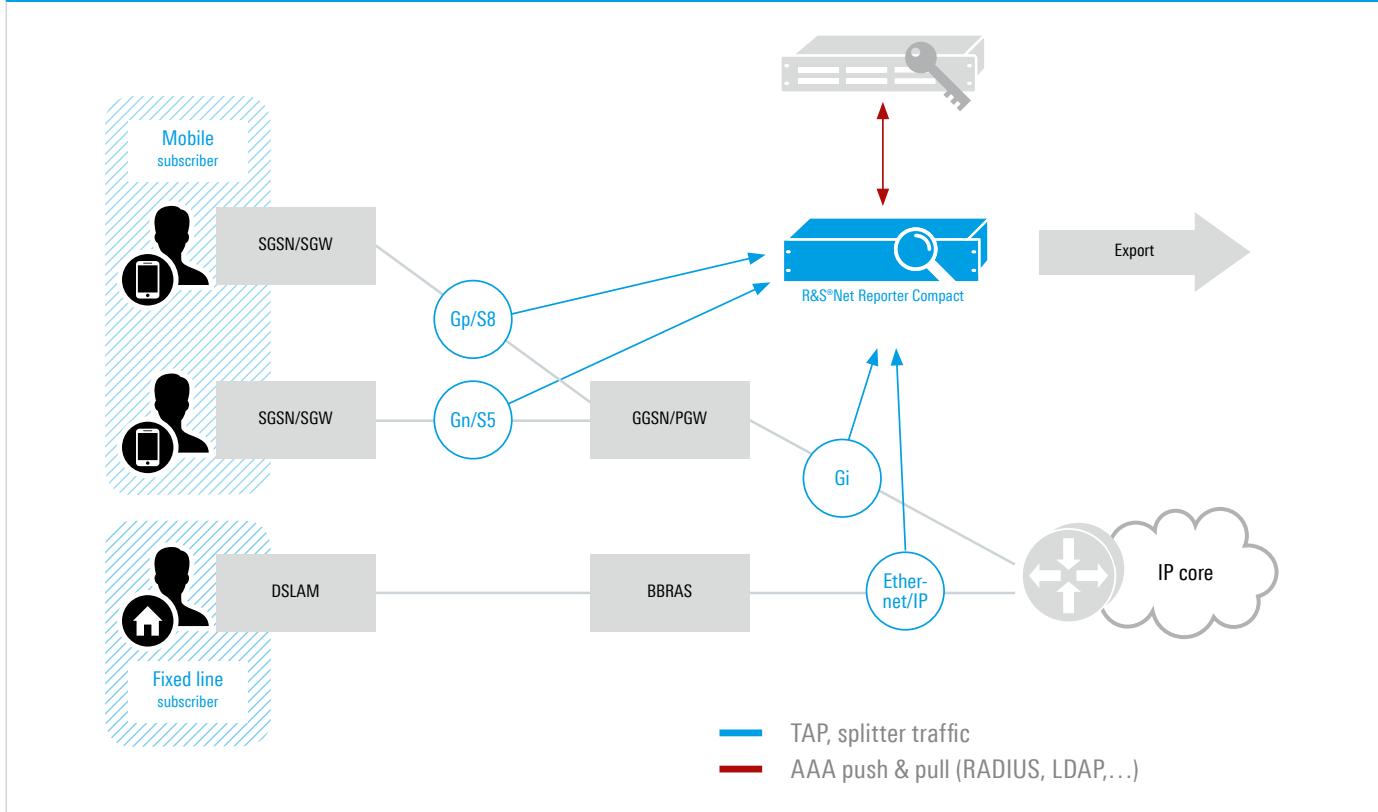 Mobile
subscriber
SGSN/SGW
Gp/S8
R&S®Net Reporter Compact
Export
SGSN/SGW
Gn/S5
GGSN/PGW
Gi
DSLAM
BBRAS
Ether-
net/IP
IP core
Fixed line
subscriber
TAP, splitter traffic
AAA push & pull (RADIUS, LDAP,…)